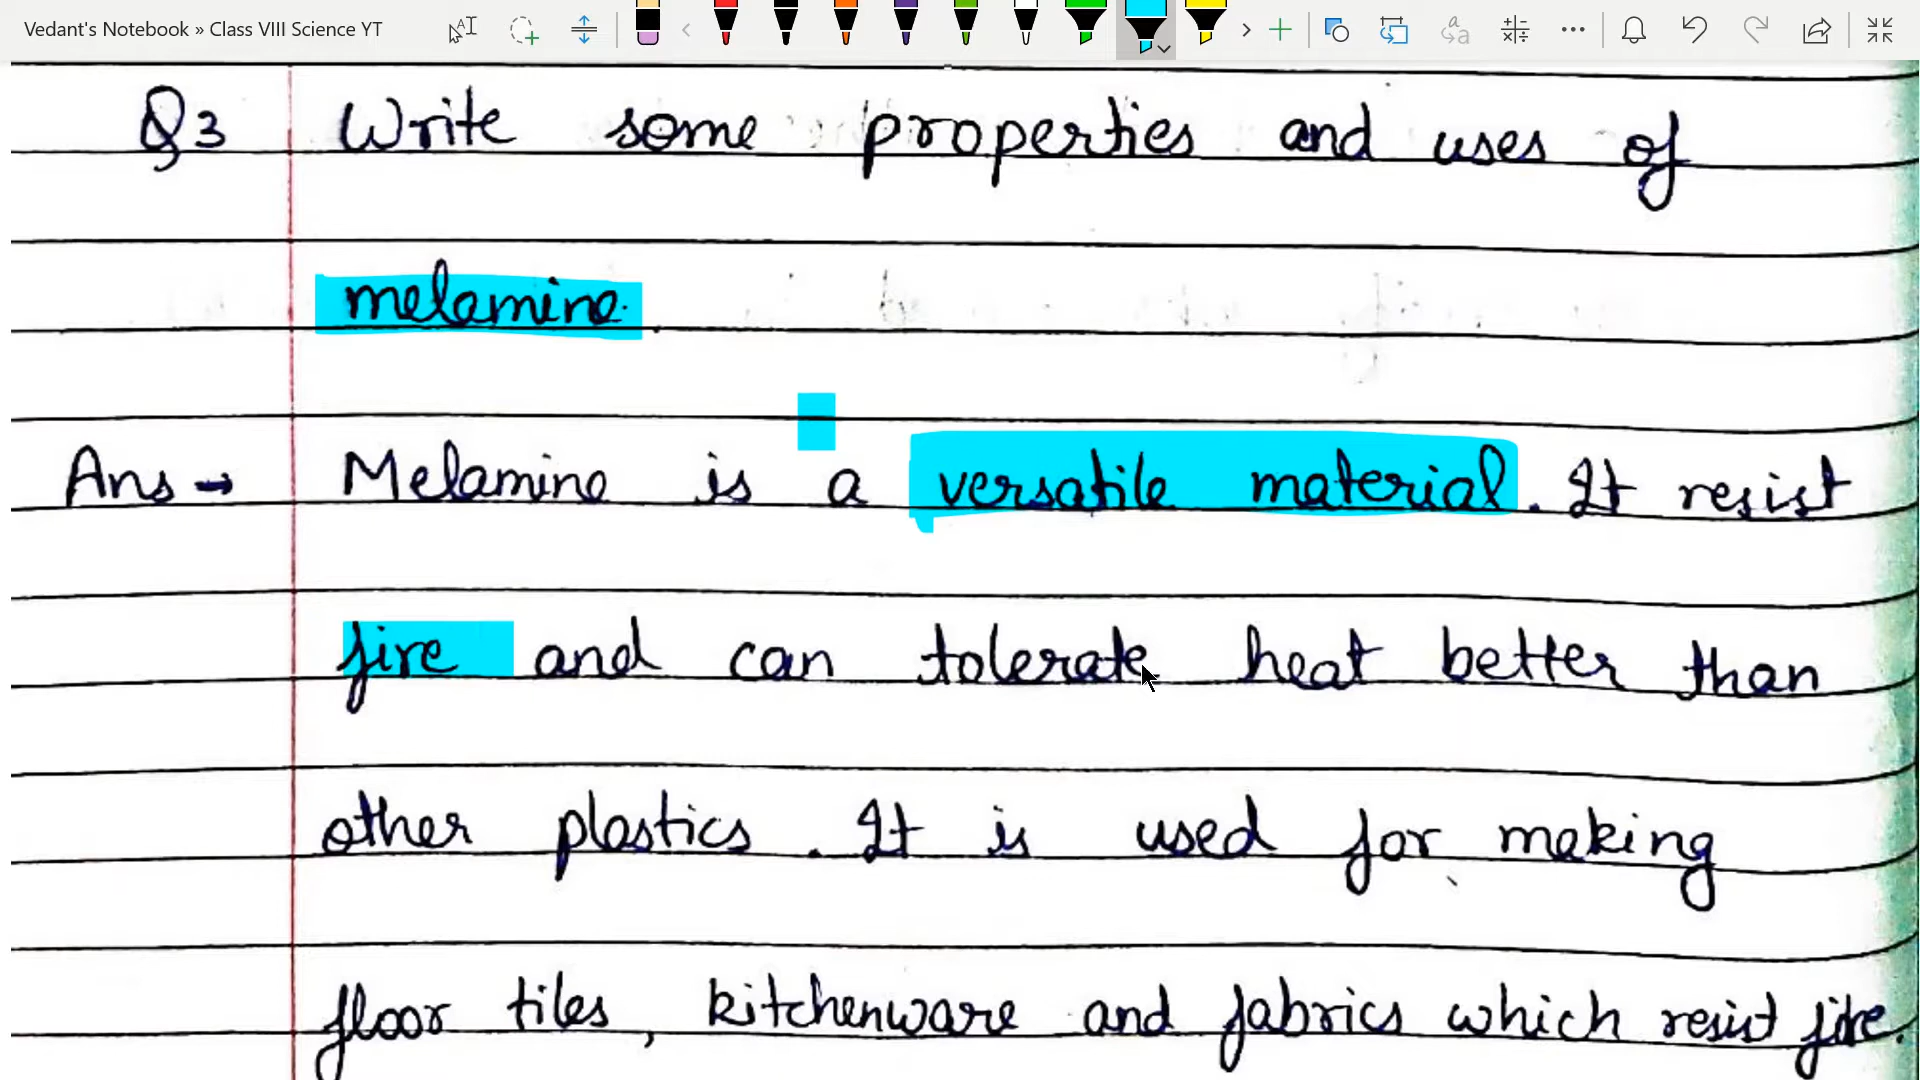 Vedant's Notebook » Class VIII Science YT
Q3 Write some properties and uses of
melamine.
Ans → Melamine is a versatile material. It resist
fire and can tolerate heat better than
other plastics. It is used for making
floor tiles, kitchenware and fabrics which resist fire.